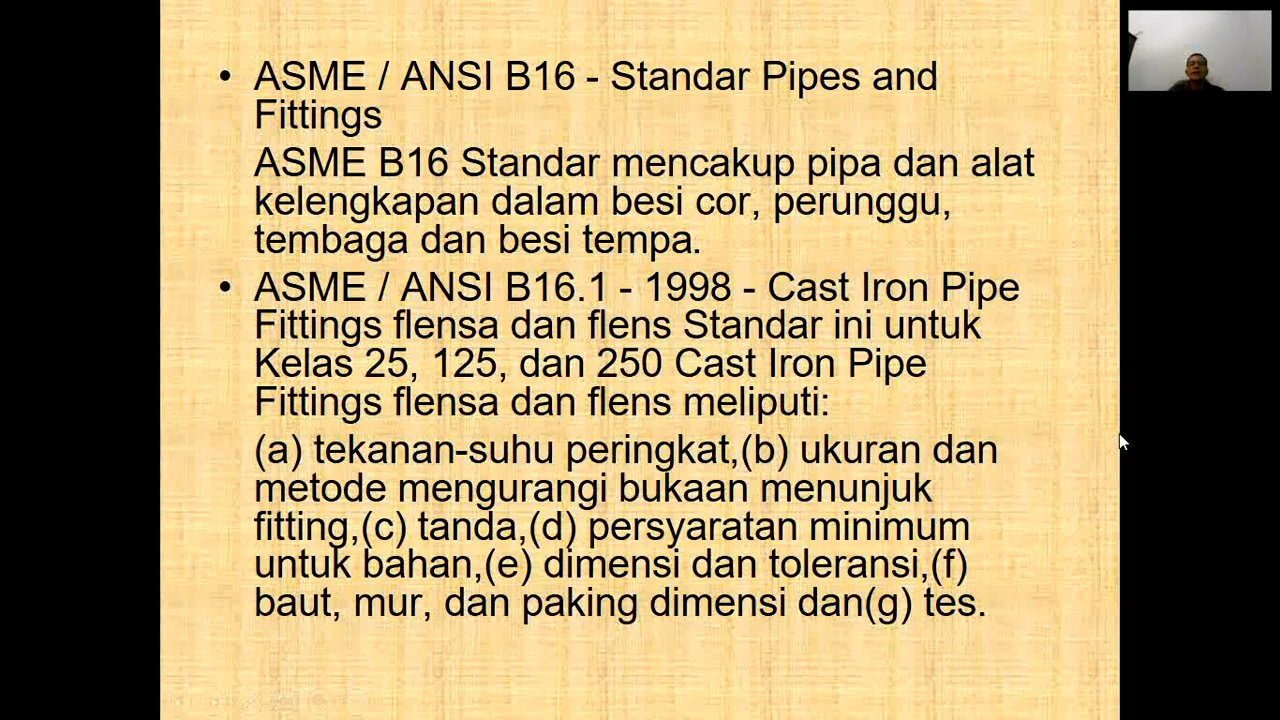 • ASME / ANSI B16 - Standar Pipes and
Fittings
ASME B16 Standar mencakup pipa dan alat
kelengkapan dalam besi cor, perunggu,
tembaga dan besi tempa.
• ASME / ANSI B16.1 - 1998 - Cast Iron Pipe
Fittings flensa dan flens Standar ini untuk
Kelas 25, 125, dan 250 Cast Iron Pipe
Fittings flensa dan flens meliputi:
(a) tekanan-suhu peringkat,(b) ukuran dan
metode mengurangi bukaan menunjuk
fitting,(c) tanda,(d) persyaratan minimum
untuk bahan,(e) dimensi dan toleransi,(f)
baut, mur, dan paking dimensi dan(g) tes.